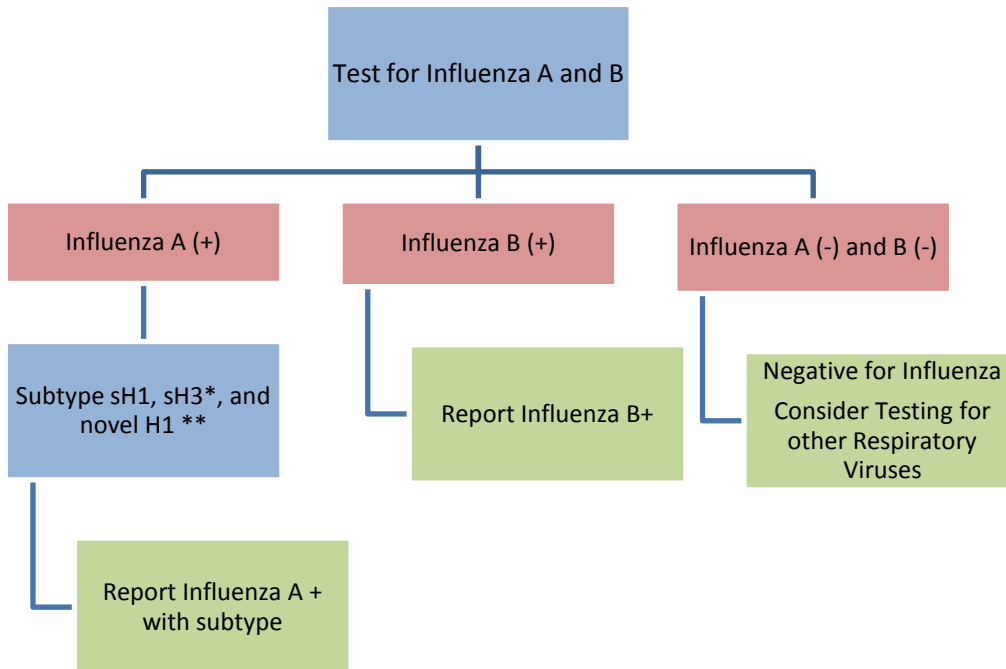 Test for Influenza A and B
Influenza A (+)
Influenza B (+)
Influenza A (-) and B (-)
Subtype sH1, sH3*, and
novel H1 **
Report Influenza B+
Negative for Influenza
Consider Testing for
other Respiratory
Viruses
Report Influenza A +
with subtype